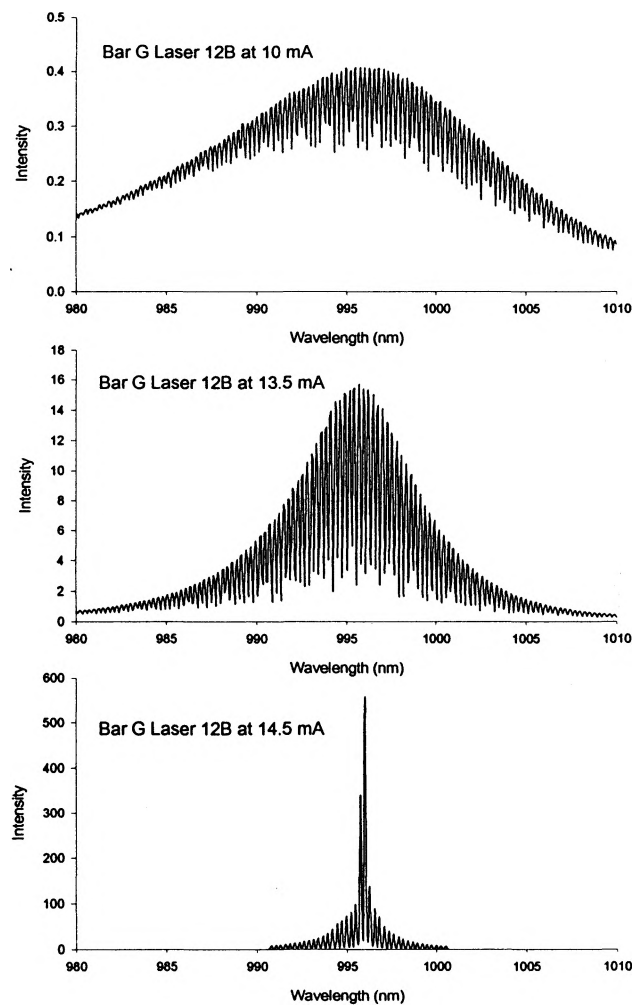 0.5
Bar G Laser 12B at 10 mA
0.4
0.3
0.2
0.1
0.0
Intensity
980 985 990 995 1000 1005 1010
Wavelength (nm)
18
Bar G Laser 12B at 13.5 mA
16
14
12
10
8
6
4
2
0
Intensity
980 985 990 995 1000 1005 1010
Wavelength (nm)
600
Bar G Laser 12B at 14.5 mA
500
400
300
200
100
0
Intensity
980 985 990 995 1000 1005 1010
Wavelength (nm)